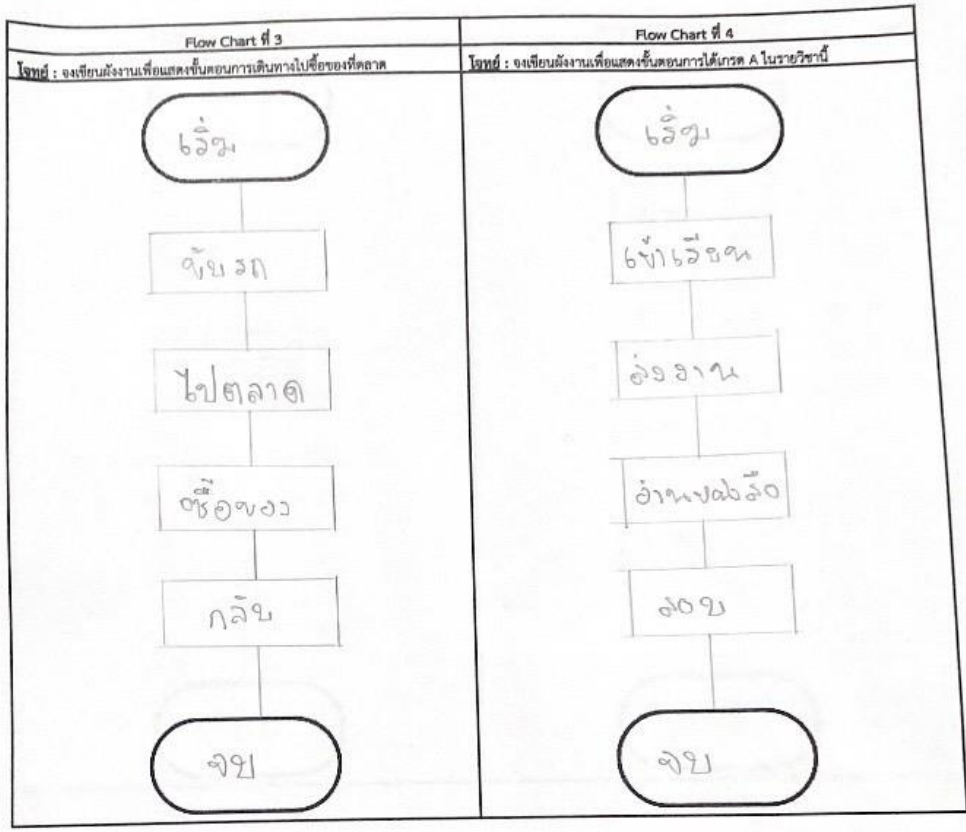 Flow Chart ที่ 3
โจทย์ : จงเขียนผังงานเพื่อแสดงขั้นตอนการเดินทางไปซื้อของที่ตลาด
เริ่ม
ขับรถ
ไปตลาด
ซื้อของ
กลับ
จบ
Flow Chart ที่ 4
โจทย์ : จงเขียนผังงานเพื่อแสดงขั้นตอนการได้เกรด A ในรายวิชานี้
เริ่ม
เข้าเรียน
ส่งงาน
อ่านหนังสือ
สอบ
จบ